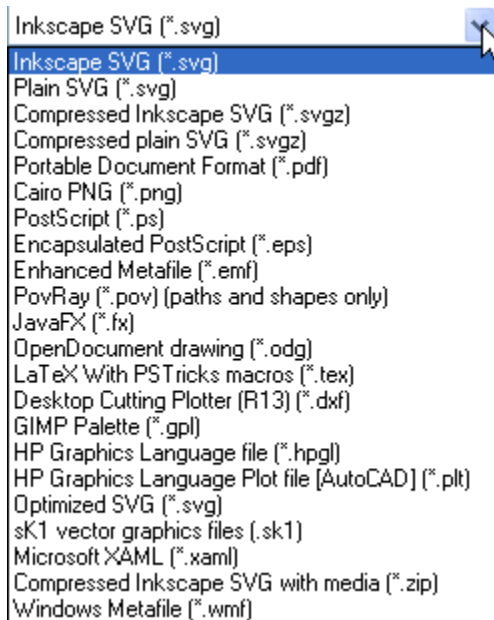 Inkscape SVG (*.svg)
Inkscape SVG (*.svg)
Plain SVG (*.svg)
Compressed Inkscape SVG (*.svgz)
Compressed plain SVG (*.svgz)
Portable Document Format (*.pdf)
Cairo PNG (*.png)
PostScript (*.ps)
Encapsulated PostScript (*.eps)
Enhanced Metafile (*.emf)
PovRay (*.pov) (paths and shapes only)
JavaFX (*.fx)
OpenDocument drawing (*.odg)
LaTeX With PSTricks macros (*.tex)
Desktop Cutting Plotter (R13) (*.dxf)
GIMP Palette (*.gpl)
HP Graphics Language file (*.hpgl)
HP Graphics Language Plot file [AutoCAD] (*.plt)
Optimized SVG (*.svg)
sK1 vector graphics files (.sk1)
Microsoft XAML (*.xaml)
Compressed Inkscape SVG with media (*.zip)
Windows Metafile (*.wmf)